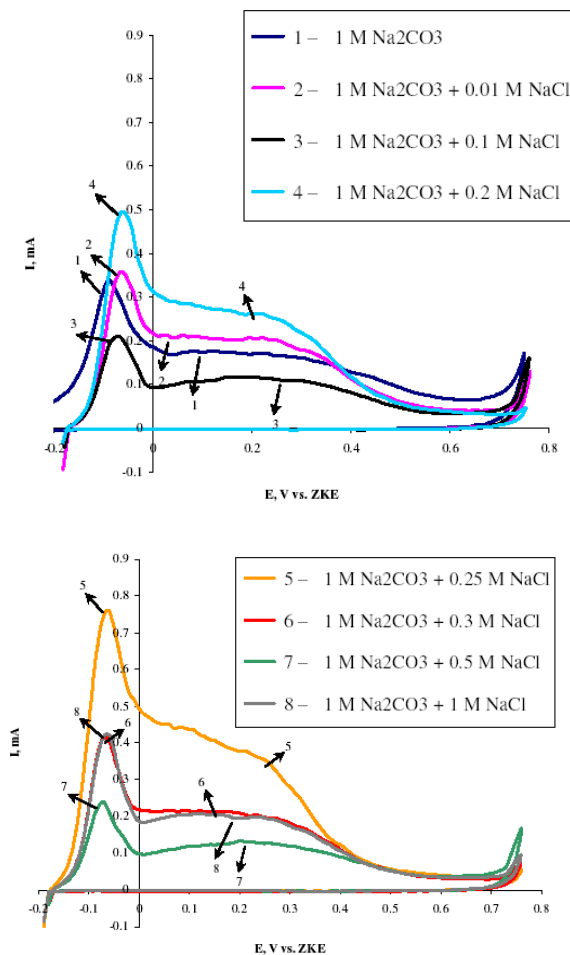 0.9
0.8
0.7
0.6
0.5
0.4
0.3
0.2
0.1
0
-0.1
I, mA
1 – 1 M Na2CO3
2 – 1 M Na2CO3 + 0.01 M NaCl
3 – 1 M Na2CO3 + 0.1 M NaCl
4 – 1 M Na2CO3 + 0.2 M NaCl
4
2
1
3
4
2
1
3
-0.2 0 0.2 0.4 0.6 0.8
E, V vs. ZKE
0.9
0.8
0.7
0.6
0.5
0.4
0.3
0.2
0.1
0
-0.1
I, mA
5 – 1 M Na2CO3 + 0.25 M NaCl
6 – 1 M Na2CO3 + 0.3 M NaCl
7 – 1 M Na2CO3 + 0.5 M NaCl
8 – 1 M Na2CO3 + 1 M NaCl
5
8 6
7
5
6
8
7
-0.2 -0.1 0 0.1 0.2 0.3 0.4 0.5 0.6 0.7 0.8
E, V vs. ZKE